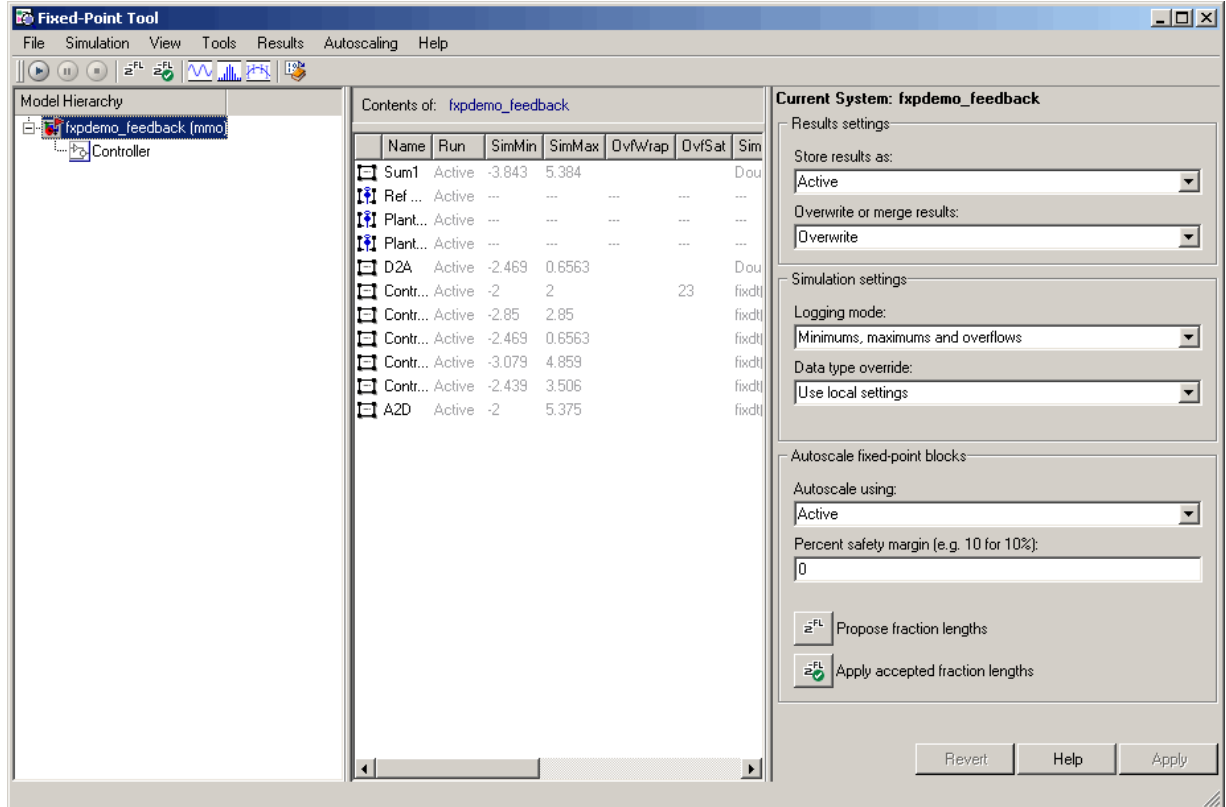 Fixed-Point Tool
File Simulation View Tools Results Autoscaling Help
Model Hierarchy
fxpdemo_feedback (mmo)
Controller
Contents of: fxpdemo_feedback
Name Run SimMin SimMax OvfWrap OvfSat Sim
Sum1 Active -3.843 5.384 Dou
Ref ... Active --- --- --- --- ---
Plant... Active --- --- --- --- ---
Plant... Active --- --- --- --- ---
D2A Active -2.469 0.6563 Dou
Contr... Active -2 2 23 fixdt(
Contr... Active -2.85 2.85 fixdt(
Contr... Active -2.469 0.6563 fixdt(
Contr... Active -3.079 4.859 fixdt(
Contr... Active -2.439 3.506 fixdt(
A2D Active -2 5.375 fixdt(
Current System: fxpdemo_feedback
Results settings
Store results as:
Active
Overwrite or merge results:
Overwrite
Simulation settings
Logging mode:
Minimums, maximums and overflows
Data type override:
Use local settings
Autoscale fixed-point blocks
Autoscale using:
Active
Percent safety margin (e.g. 10 for 10%):
0
2^-FL Propose fraction lengths
2^-FL Apply accepted fraction lengths
Revert Help Apply